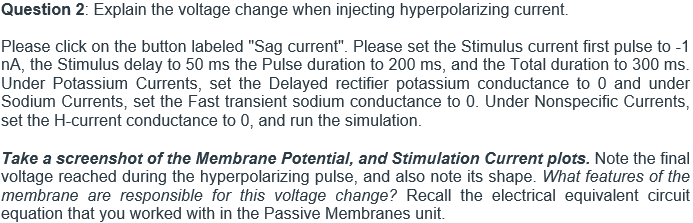 Question 2: Explain the voltage change when injecting hyperpolarizing current.
Please click on the button labeled "Sag current". Please set the Stimulus current first pulse to -1
nA, the Stimulus delay to 50 ms the Pulse duration to 200 ms, and the Total duration to 300 ms.
Under Potassium Currents, set the Delayed rectifier potassium conductance to 0 and under
Sodium Currents, set the Fast transient sodium conductance to 0. Under Nonspecific Currents,
set the H-current conductance to 0, and run the simulation.
Take a screenshot of the Membrane Potential, and Stimulation Current plots. Note the final
voltage reached during the hyperpolarizing pulse, and also note its shape. What features of the
membrane are responsible for this voltage change? Recall the electrical equivalent circuit
equation that you worked with in the Passive Membranes unit.